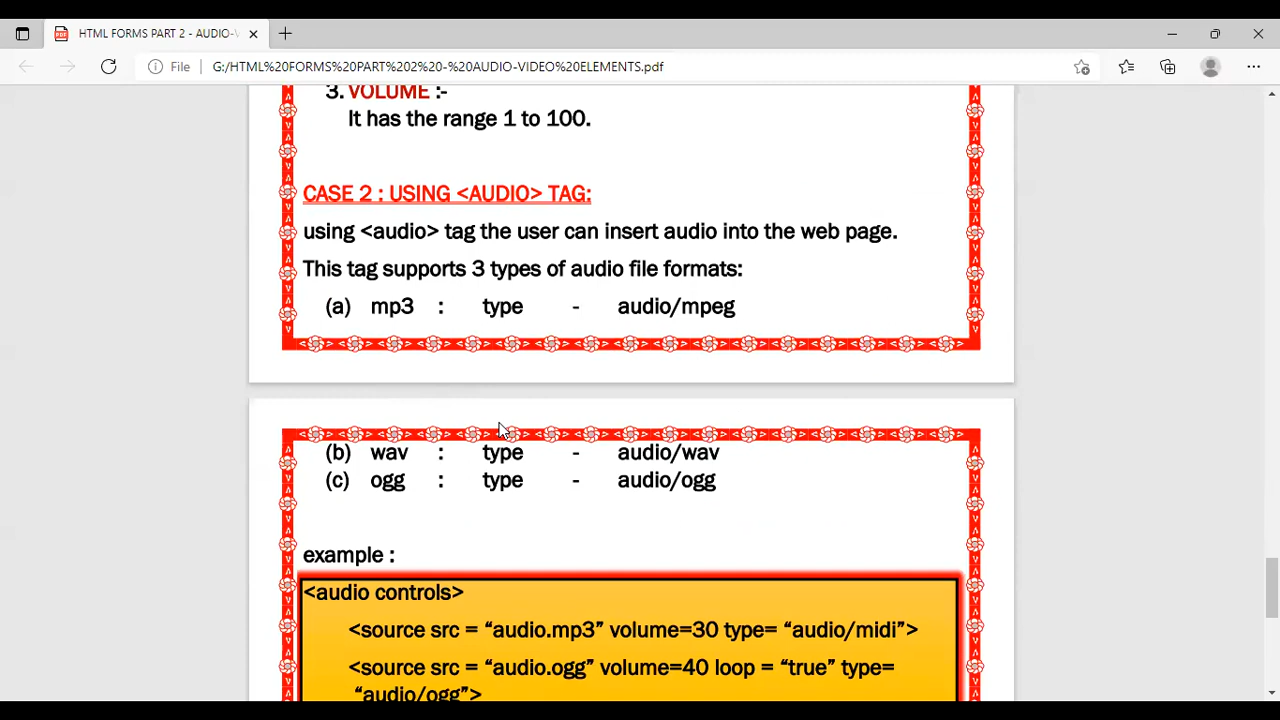 HTML FORMS PART 2 - AUDIO-V
File G:/HTML%20FORMS%20PART%202%20-%20AUDIO-VIDEO%20ELEMENTS.pdf
3. VOLUME :-
It has the range 1 to 100.
CASE 2 : USING <AUDIO> TAG:
using <audio> tag the user can insert audio into the web page.
This tag supports 3 types of audio file formats:
(a) mp3 : type - audio/mpeg
(b) wav : type - audio/wav
(c) ogg : type - audio/ogg
example :
<audio controls>
<source src = “audio.mp3” volume=30 type= “audio/midi”>
<source src = “audio.ogg” volume=40 loop = “true” type=
“audio/ogg”>